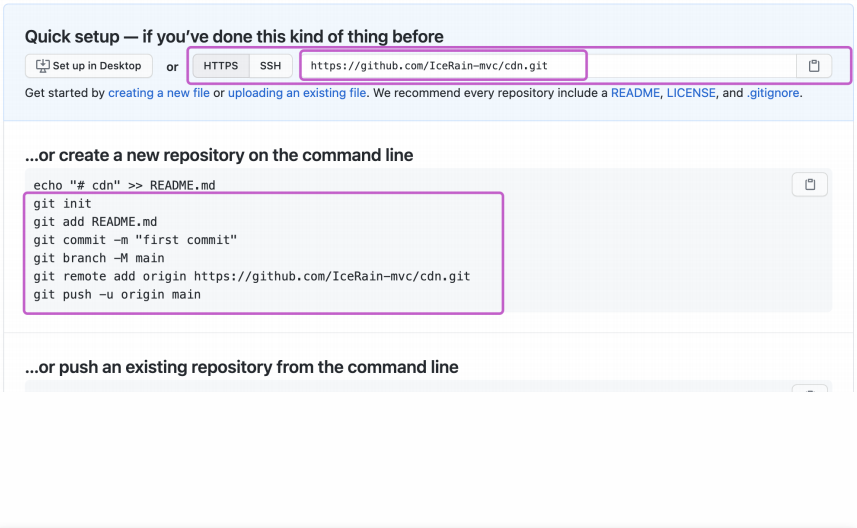 Quick setup — if you’ve done this kind of thing before
Set up in Desktop or HTTPS SSH https://github.com/IceRain-mvc/cdn.git
Get started by creating a new file or uploading an existing file. We recommend every repository include a README, LICENSE, and .gitignore.
...or create a new repository on the command line
echo "# cdn" >> README.md
git init
git add README.md
git commit -m "first commit"
git branch -M main
git remote add origin https://github.com/IceRain-mvc/cdn.git
git push -u origin main
...or push an existing repository from the command line